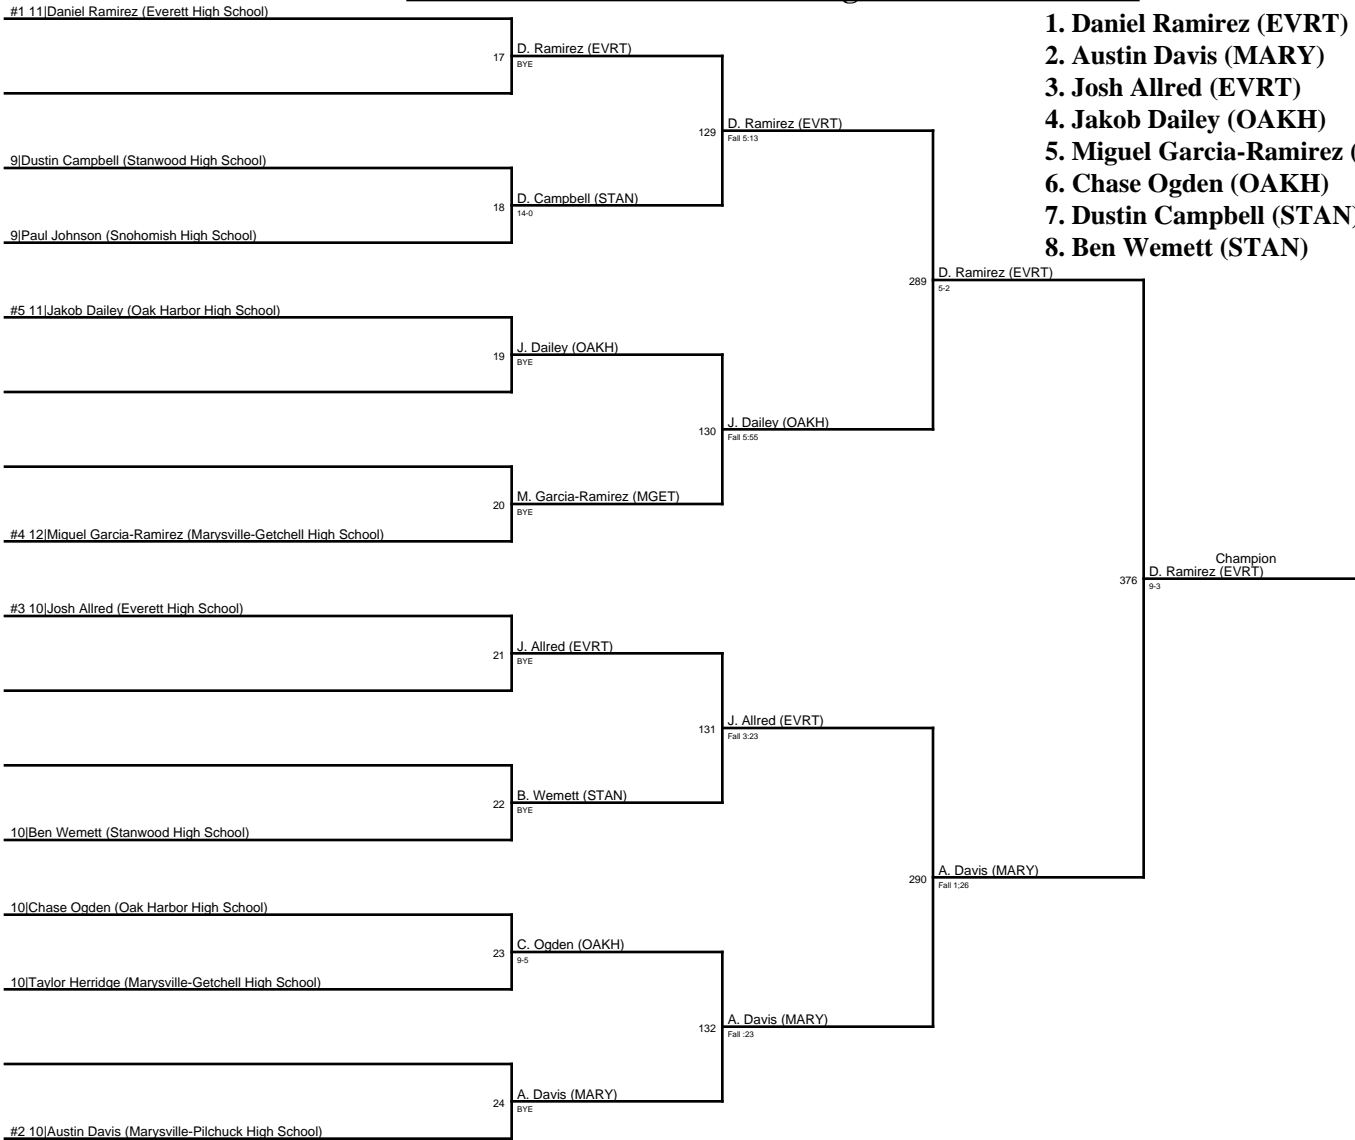 #1 11|Daniel Ramirez (Everett High School)
1. Daniel Ramirez (EVRT)
2. Austin Davis (MARY)
3. Josh Allred (EVRT)
4. Jakob Dailey (OAKH)
5. Miguel Garcia-Ramirez (
6. Chase Ogden (OAKH)
7. Dustin Campbell (STAN)
8. Ben Wemett (STAN)
17 D. Ramirez (EVRT)
BYE
129 D. Ramirez (EVRT)
Fall 5:13
9|Dustin Campbell (Stanwood High School)
18 D. Campbell (STAN)
14-0
9|Paul Johnson (Snohomish High School)
289 D. Ramirez (EVRT)
5-2
#5 11|Jakob Dailey (Oak Harbor High School)
19 J. Dailey (OAKH)
BYE
130 J. Dailey (OAKH)
Fall 5:55
20 M. Garcia-Ramirez (MGET)
BYE
#4 12|Miguel Garcia-Ramirez (Marysville-Getchell High School)
Champion
376 D. Ramirez (EVRT)
9-3
#3 10|Josh Allred (Everett High School)
21 J. Allred (EVRT)
BYE
131 J. Allred (EVRT)
Fall 3:23
22 B. Wemett (STAN)
BYE
10|Ben Wemett (Stanwood High School)
290 A. Davis (MARY)
Fall 1;26
10|Chase Ogden (Oak Harbor High School)
23 C. Ogden (OAKH)
9-5
10|Taylor Herridge (Marysville-Getchell High School)
132 A. Davis (MARY)
Fall :23
24 A. Davis (MARY)
BYE
#2 10|Austin Davis (Marysville-Pilchuck High School)